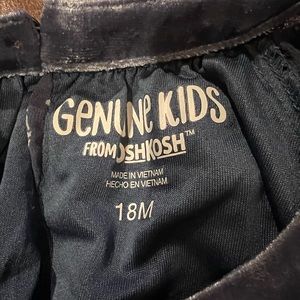 GENUINE KIDS
FROM OSHKOSH™
MADE IN VIETNAM
HECHO EN VIETNAM
18M